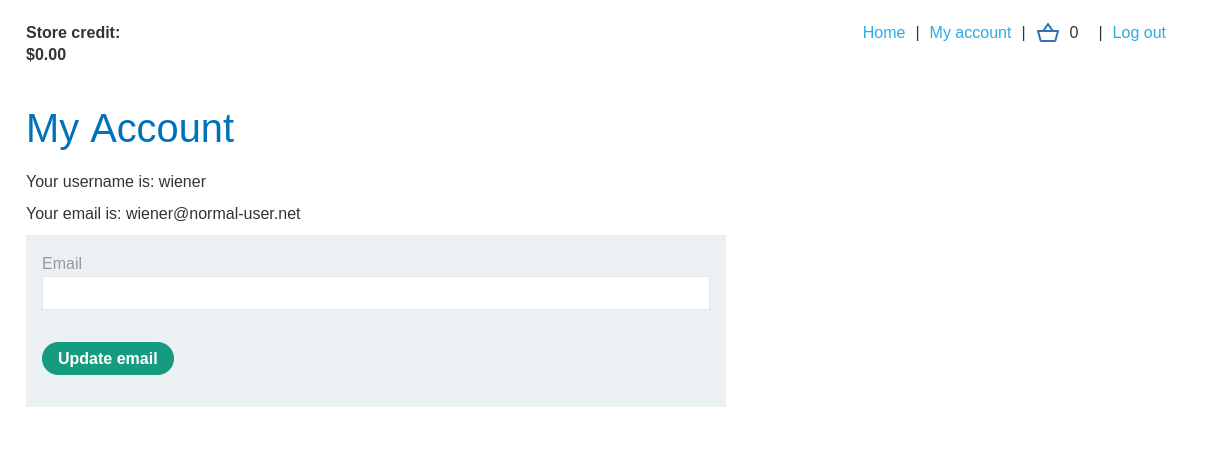 Store credit:
$0.00
Home | My account | 0 | Log out
My Account
Your username is: wiener
Your email is: wiener@normal-user.net
Email
Update email